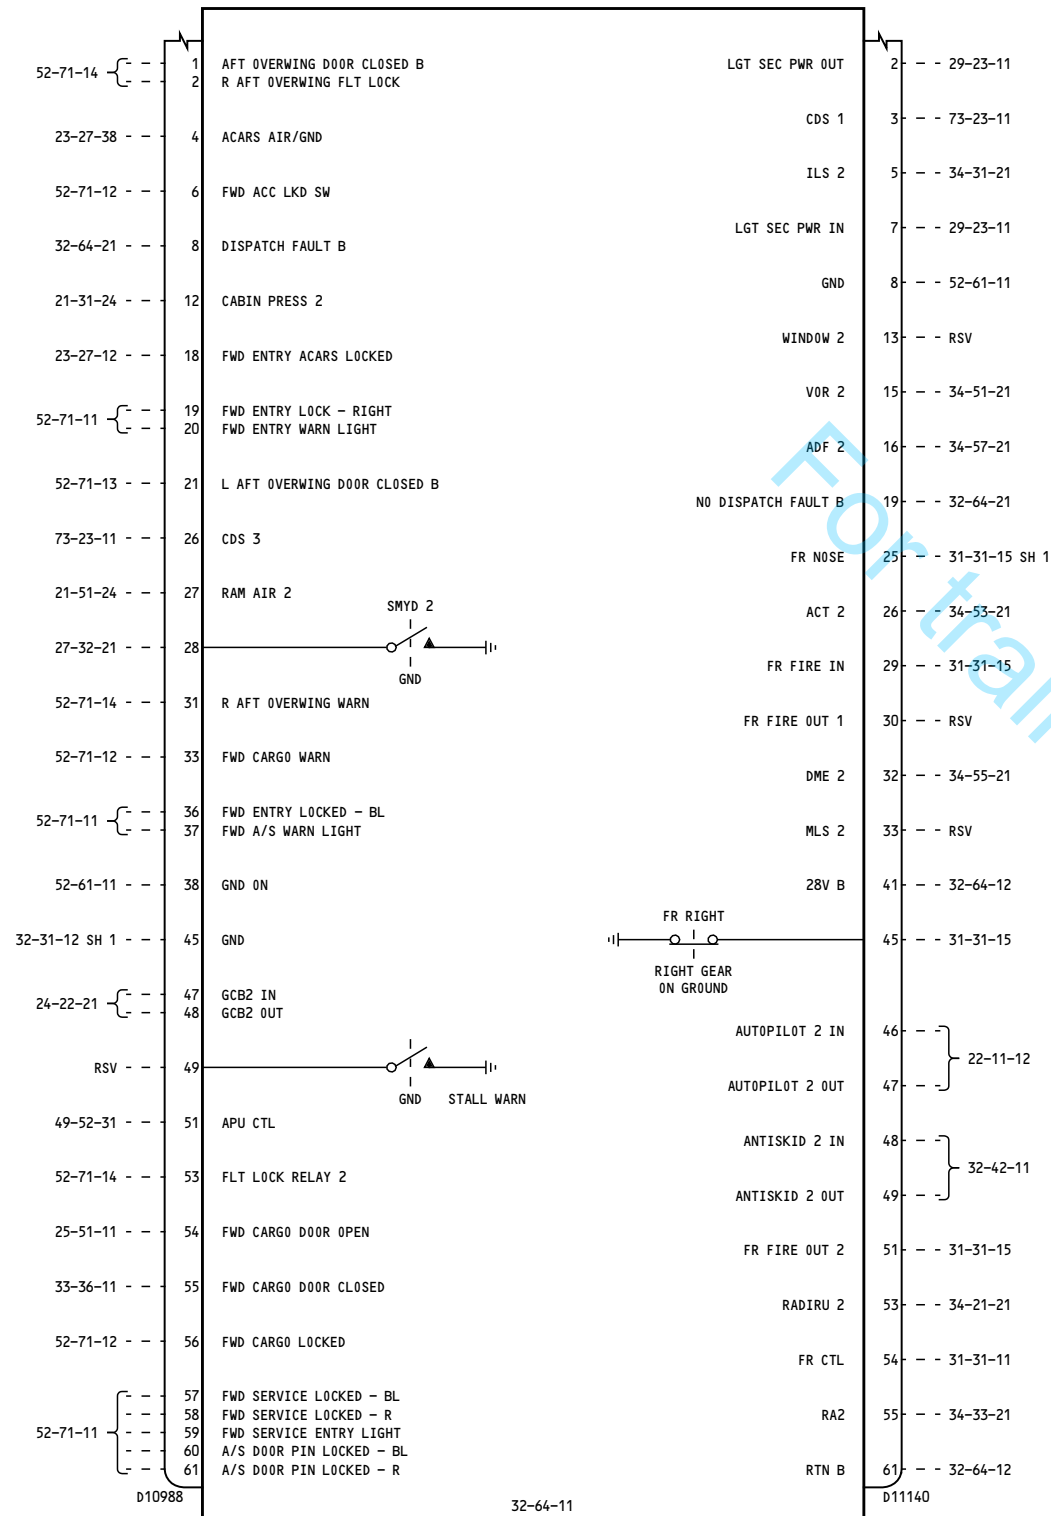 52-71-14 1 AFT OVERWING DOOR CLOSED B
2 R AFT OVERWING FLT LOCK
23-27-38 4 ACARS AIR/GND
52-71-12 6 FWD ACC LKD SW
32-64-21 8 DISPATCH FAULT B
21-31-24 12 CABIN PRESS 2
23-27-12 18 FWD ENTRY ACARS LOCKED
52-71-11 19 FWD ENTRY LOCK - RIGHT
20 FWD ENTRY WARN LIGHT
52-71-13 21 L AFT OVERWING DOOR CLOSED B
73-23-11 26 CDS 3
21-51-24 27 RAM AIR 2
SMYD 2
27-32-21 28
GND
52-71-14 31 R AFT OVERWING WARN
52-71-12 33 FWD CARGO WARN
52-71-11 36 FWD ENTRY LOCKED - BL
37 FWD A/S WARN LIGHT
52-61-11 38 GND ON
32-31-12 SH 1 45 GND
24-22-21 47 GCB2 IN
48 GCB2 OUT
RSV 49
GND STALL WARN
49-52-31 51 APU CTL
52-71-14 53 FLT LOCK RELAY 2
25-51-11 54 FWD CARGO DOOR OPEN
33-36-11 55 FWD CARGO DOOR CLOSED
52-71-12 56 FWD CARGO LOCKED
52-71-11 57 FWD SERVICE LOCKED - BL
58 FWD SERVICE LOCKED - R
59 FWD SERVICE ENTRY LIGHT
60 A/S DOOR PIN LOCKED - BL
61 A/S DOOR PIN LOCKED - R
D10988
LGT SEC PWR OUT 2 29-23-11
CDS 1 3 73-23-11
ILS 2 5 34-31-21
LGT SEC PWR IN 7 29-23-11
GND 8 52-61-11
WINDOW 2 13 RSV
VOR 2 15 34-51-21
ADF 2 16 34-57-21
NO DISPATCH FAULT B 19 32-64-21
FR NOSE 25 31-31-15 SH 1
ACT 2 26 34-53-21
FR FIRE IN 29 31-31-15
FR FIRE OUT 1 30 RSV
DME 2 32 34-55-21
MLS 2 33 RSV
28V B 41 32-64-12
FR RIGHT
45 31-31-15
RIGHT GEAR
ON GROUND
AUTOPILOT 2 IN 46
22-11-12
AUTOPILOT 2 OUT 47
ANTISKID 2 IN 48
32-42-11
ANTISKID 2 OUT 49
FR FIRE OUT 2 51 31-31-15
RADIRU 2 53 34-21-21
FR CTL 54 31-31-11
RA2 55 34-33-21
RTN B 61 32-64-12
D11140
32-64-11
For